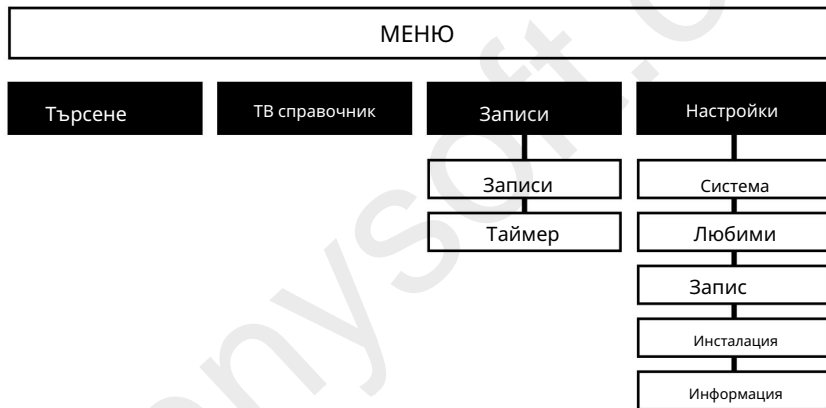 МЕНЮ
Търсене
ТВ справочник
Записи
Настройки
Записи
Система
Таймер
Любими
Запис
Инсталация
Информация